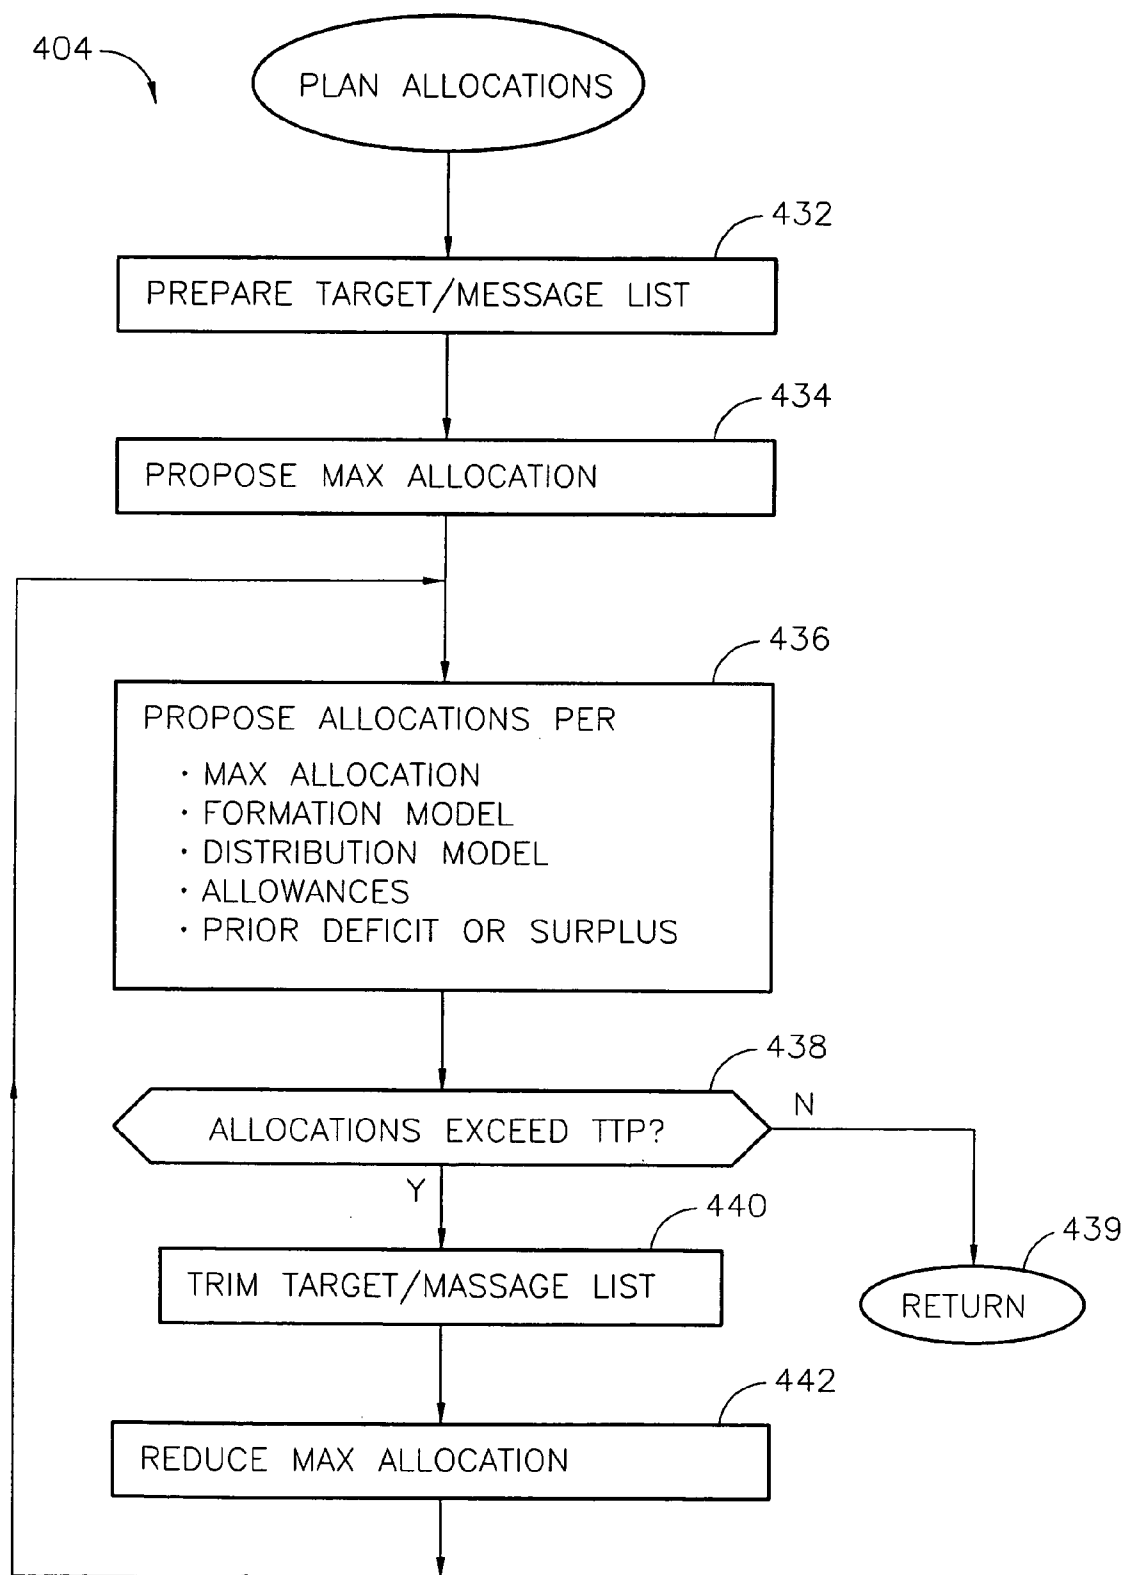 404
PLAN ALLOCATIONS
432
PREPARE TARGET/MESSAGE LIST
434
PROPOSE MAX ALLOCATION
436
PROPOSE ALLOCATIONS PER
· MAX ALLOCATION
· FORMATION MODEL
· DISTRIBUTION MODEL
· ALLOWANCES
· PRIOR DEFICIT OR SURPLUS
438
ALLOCATIONS EXCEED TTP?
N
Y
440
TRIM TARGET/MASSAGE LIST
439
RETURN
442
REDUCE MAX ALLOCATION